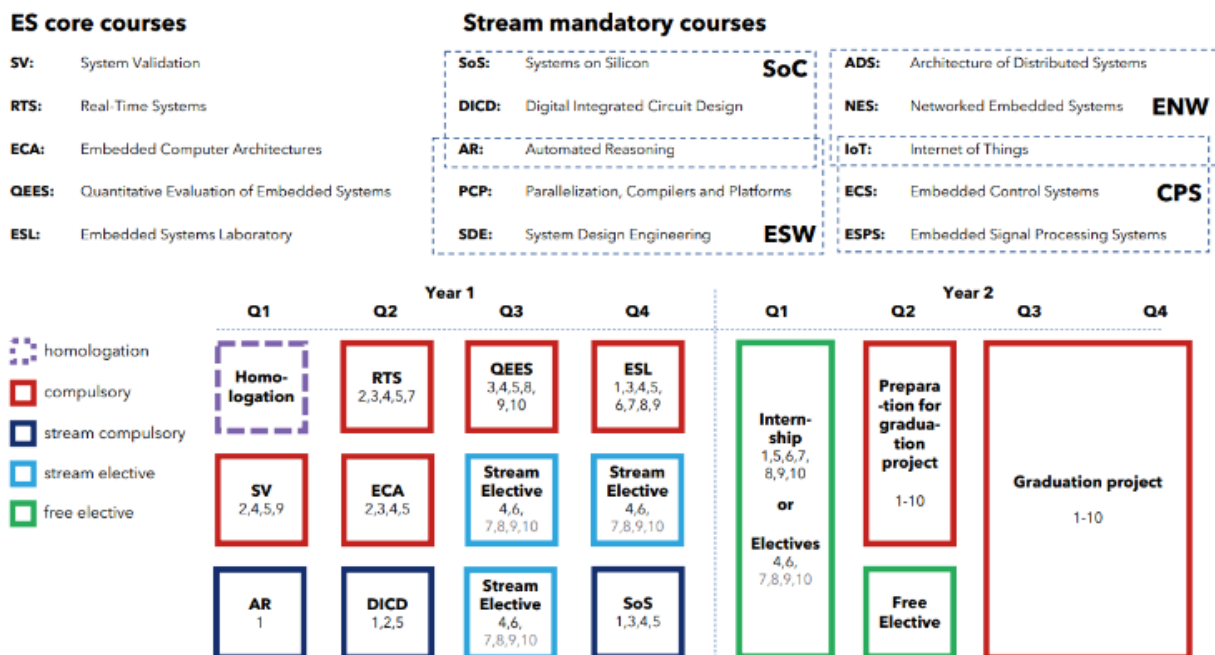 ES core courses
Stream mandatory courses
SV: System Validation
SoS: Systems on Silicon
SoC
ADS: Architecture of Distributed Systems
RTS: Real-Time Systems
DICD: Digital Integrated Circuit Design
NES: Networked Embedded Systems
ENW
ECA: Embedded Computer Architectures
AR: Automated Reasoning
IoT: Internet of Things
QEES: Quantitative Evaluation of Embedded Systems
PCP: Parallelization, Compilers and Platforms
ECS: Embedded Control Systems
CPS
ESL: Embedded Systems Laboratory
SDE: System Design Engineering
ESW
ESPS: Embedded Signal Processing Systems
Year 1
Year 2
Q1 Q2 Q3 Q4 Q1 Q2 Q3 Q4
homologation
compulsory
stream compulsory
stream elective
free elective
Homo-
logation
RTS
2,3,4,5,7
QEES
3,4,5,8,
9,10
ESL
1,3,4,5,
6,7,8,9
SV
2,4,5,9
ECA
2,3,4,5
Stream
Elective
4,6,
7,8,9,10
Stream
Elective
4,6,
7,8,9,10
AR
1
DICD
1,2,5
Stream
Elective
4,6,
7,8,9,10
SoS
1,3,4,5
Intern-
ship
1,5,6,7,
8,9,10
or
Electives
4,6,
7,8,9,10
Prepara
-tion for
gradua-
tion
project
1-10
Free
Elective
Graduation project
1-10